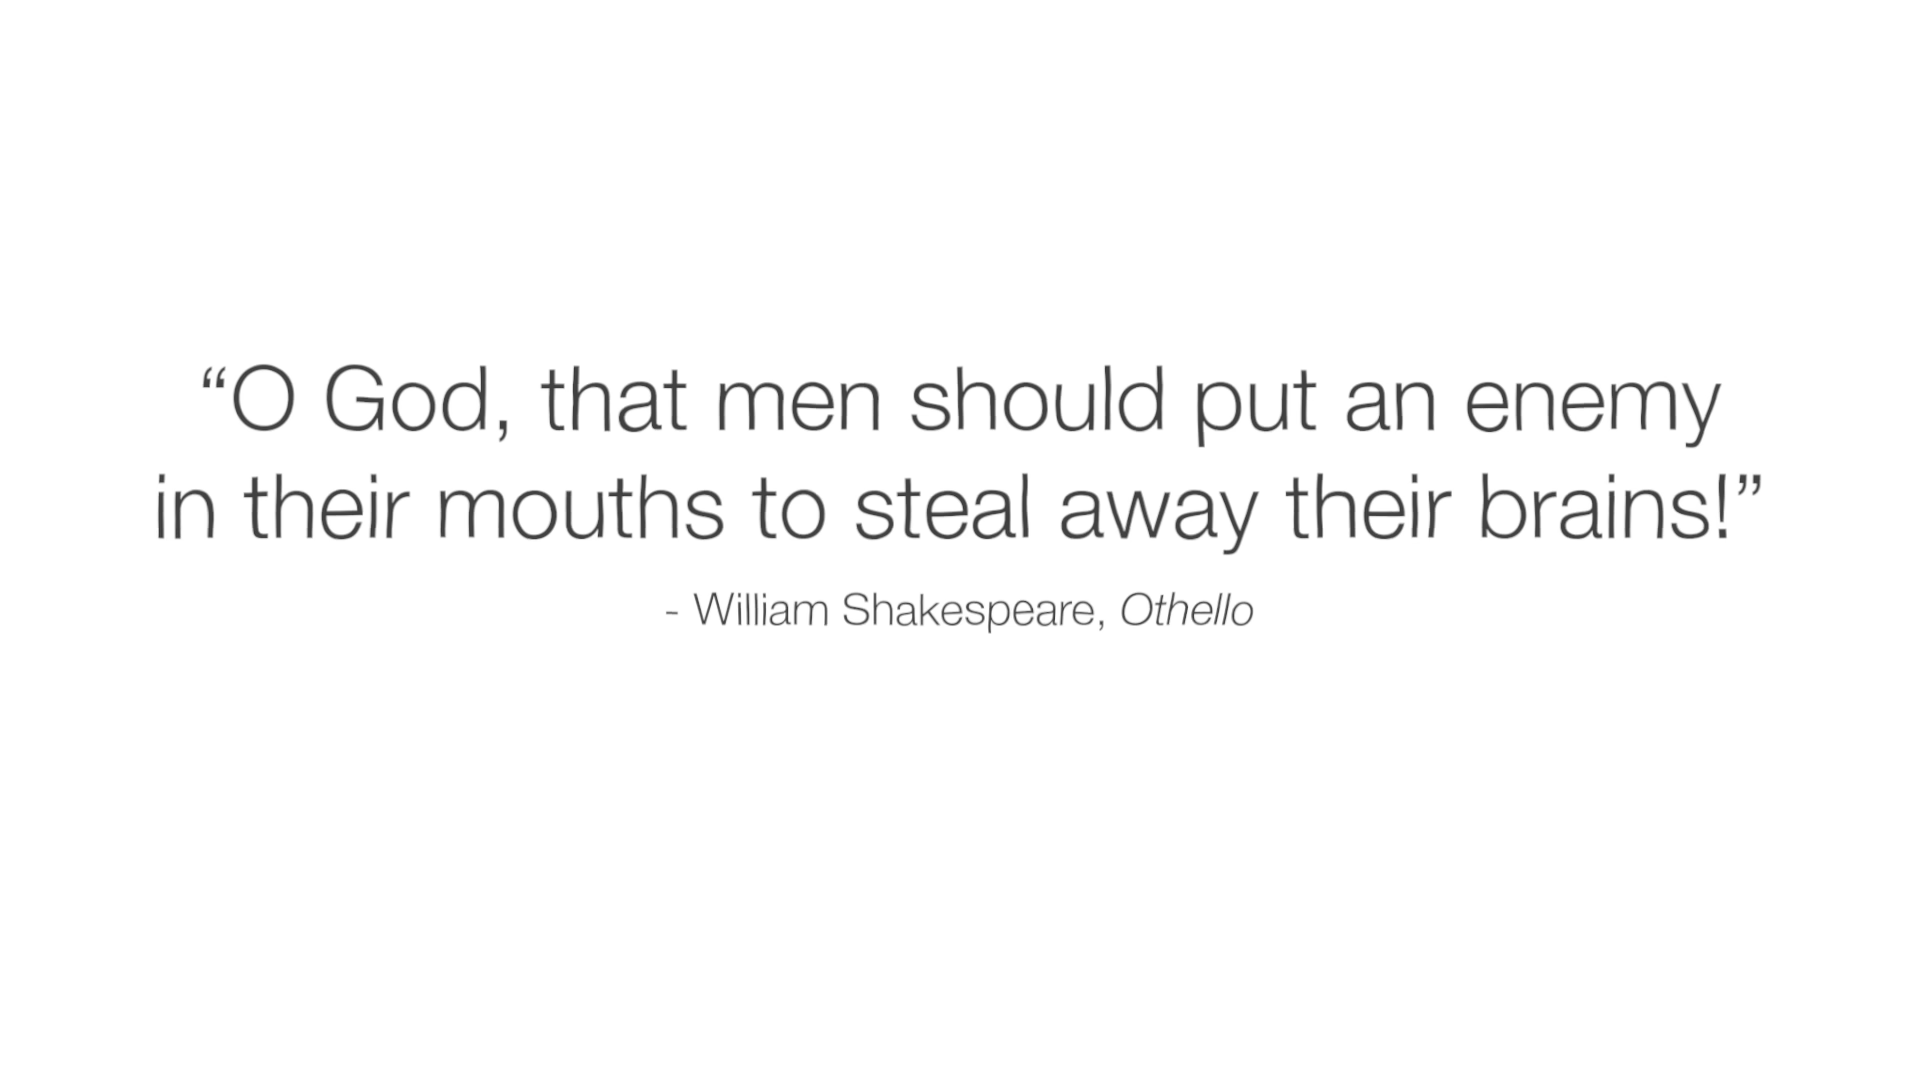 “O God, that men should put an enemy
in their mouths to steal away their brains!”
- William Shakespeare, Othello